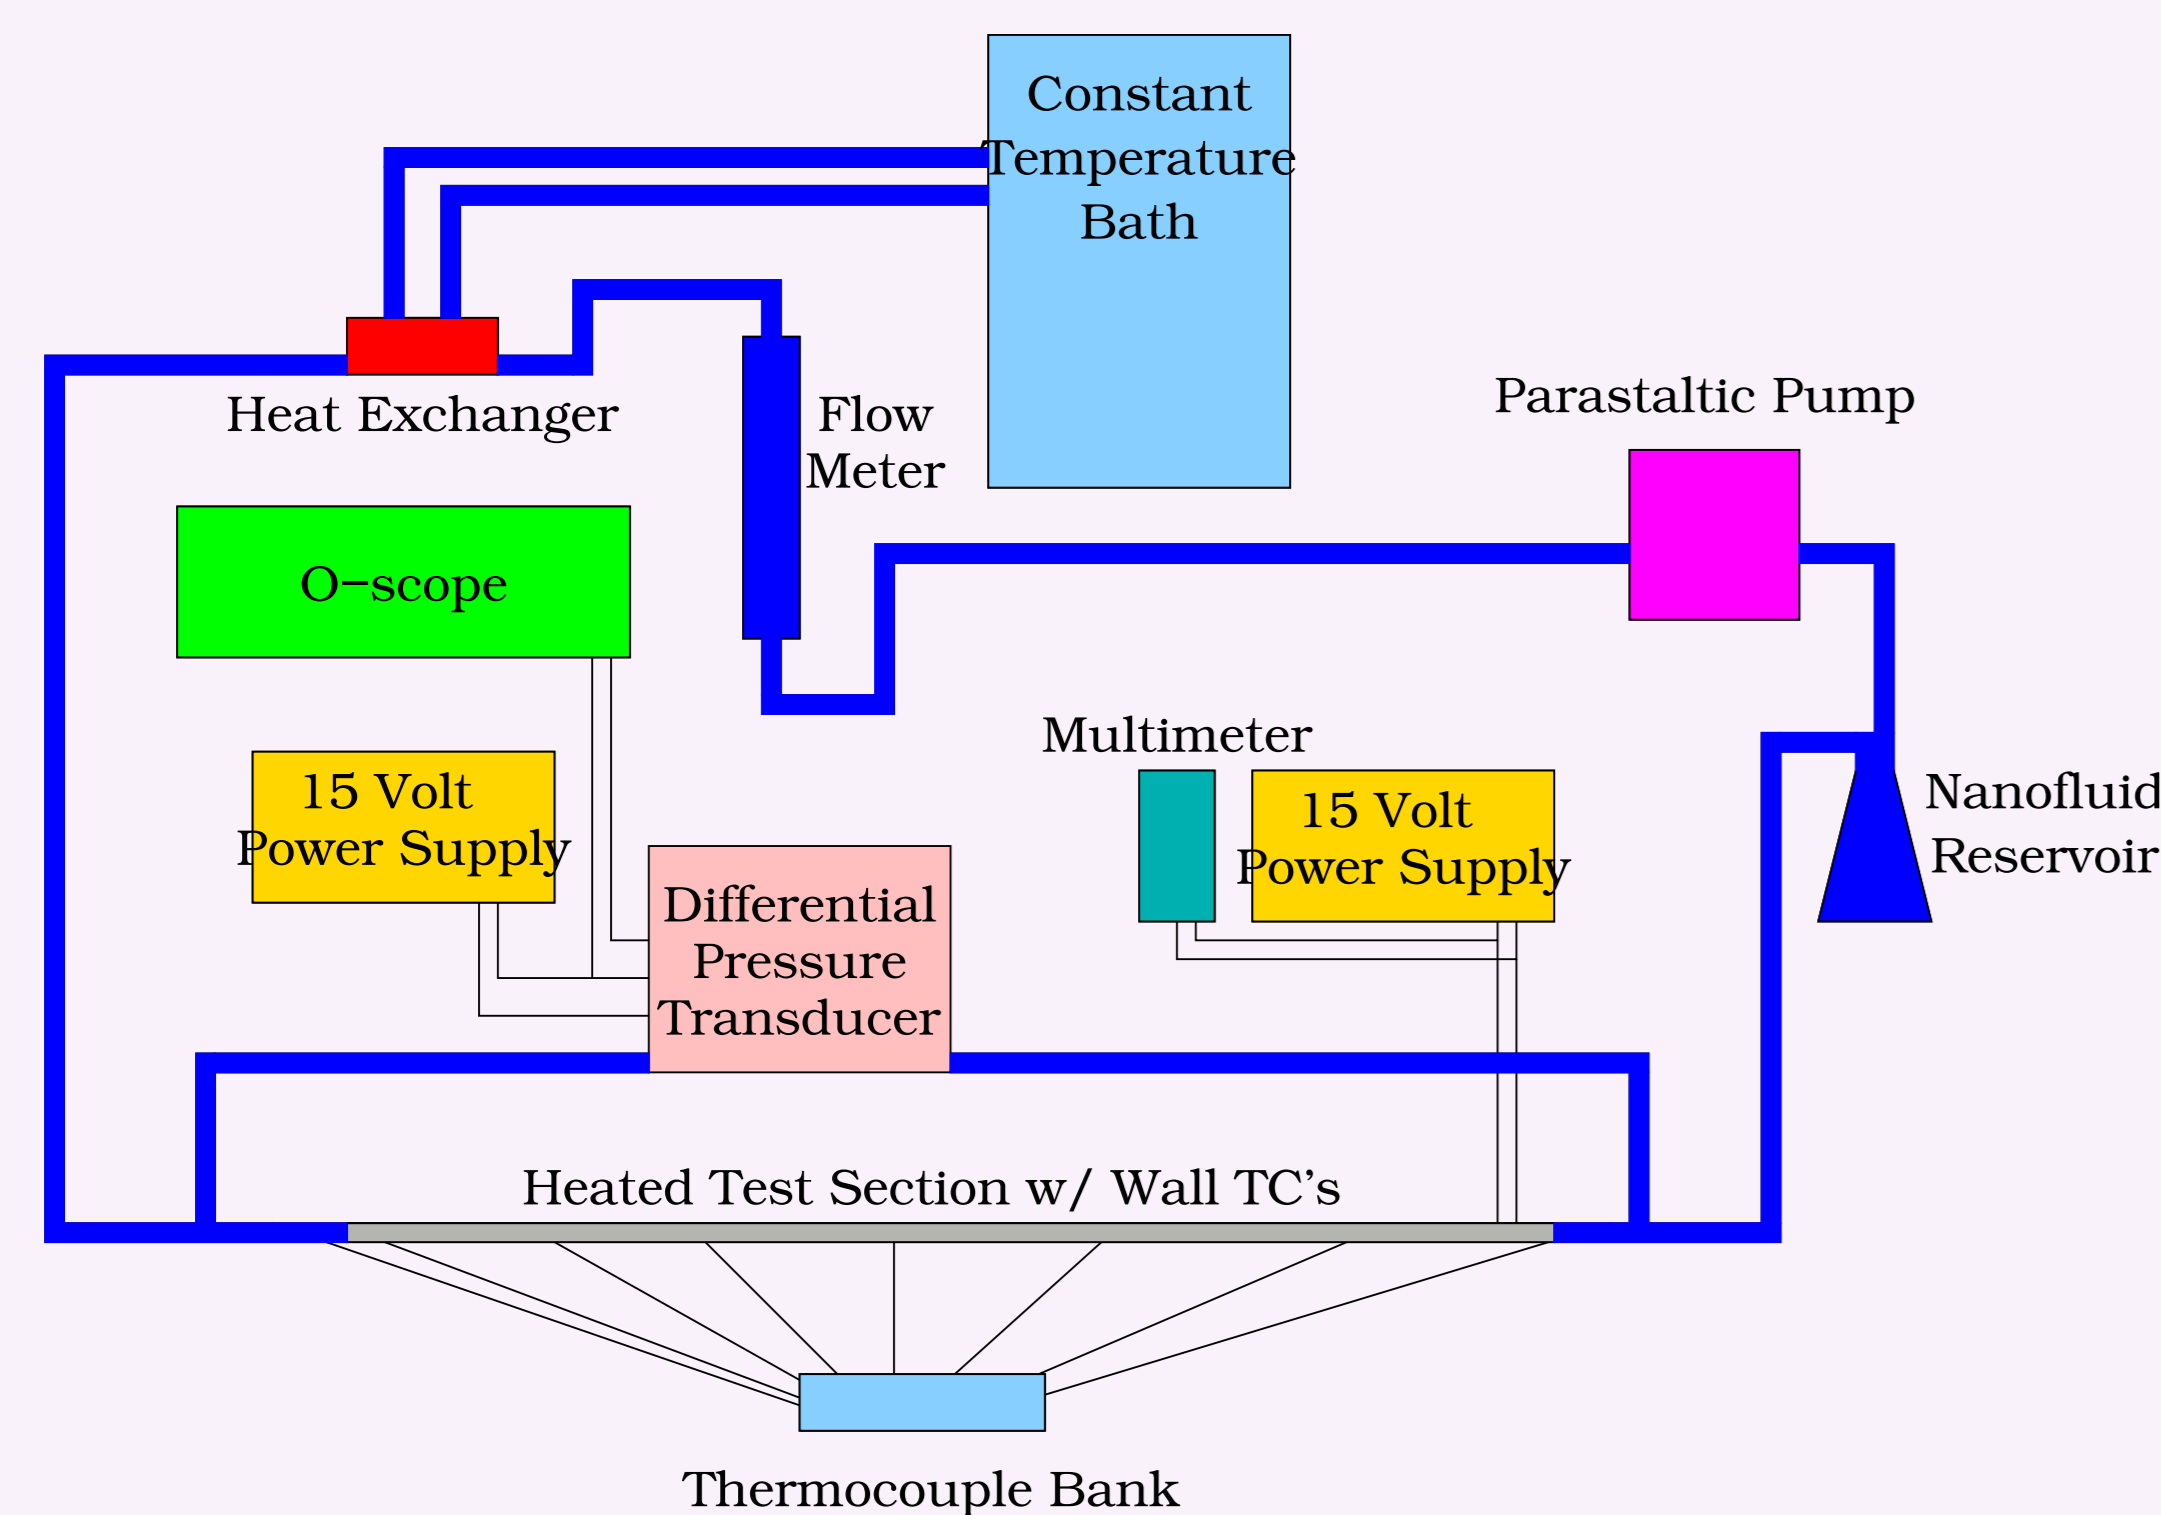 Constant
Temperature
Bath
Heat Exchanger
Flow
Meter
Parastaltic Pump
O−scope
Multimeter
15 Volt
Power Supply
15 Volt
Power Supply
Nanofluid
Reservoir
Differential
Pressure
Transducer
Heated Test Section w/ Wall TC’s
Thermocouple Bank